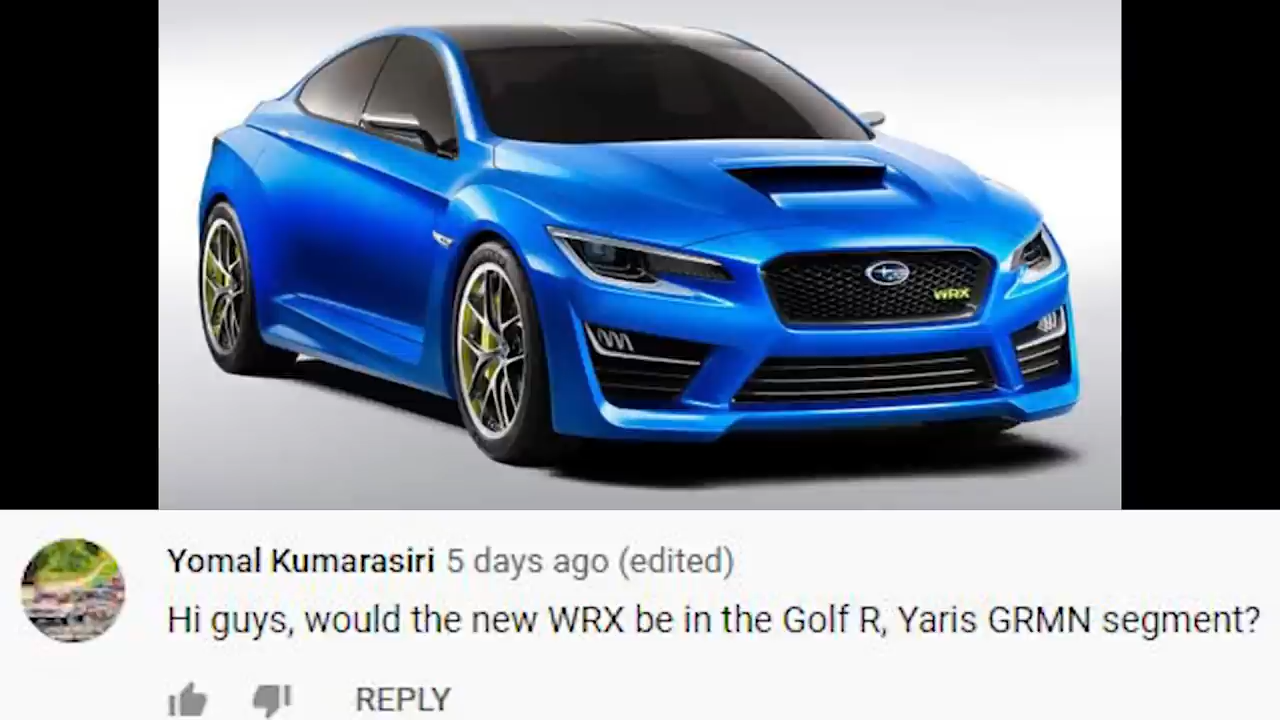 WRX
Yomal Kumarasiri 5 days ago (edited)
Hi guys, would the new WRX be in the Golf R, Yaris GRMN segment?
REPLY